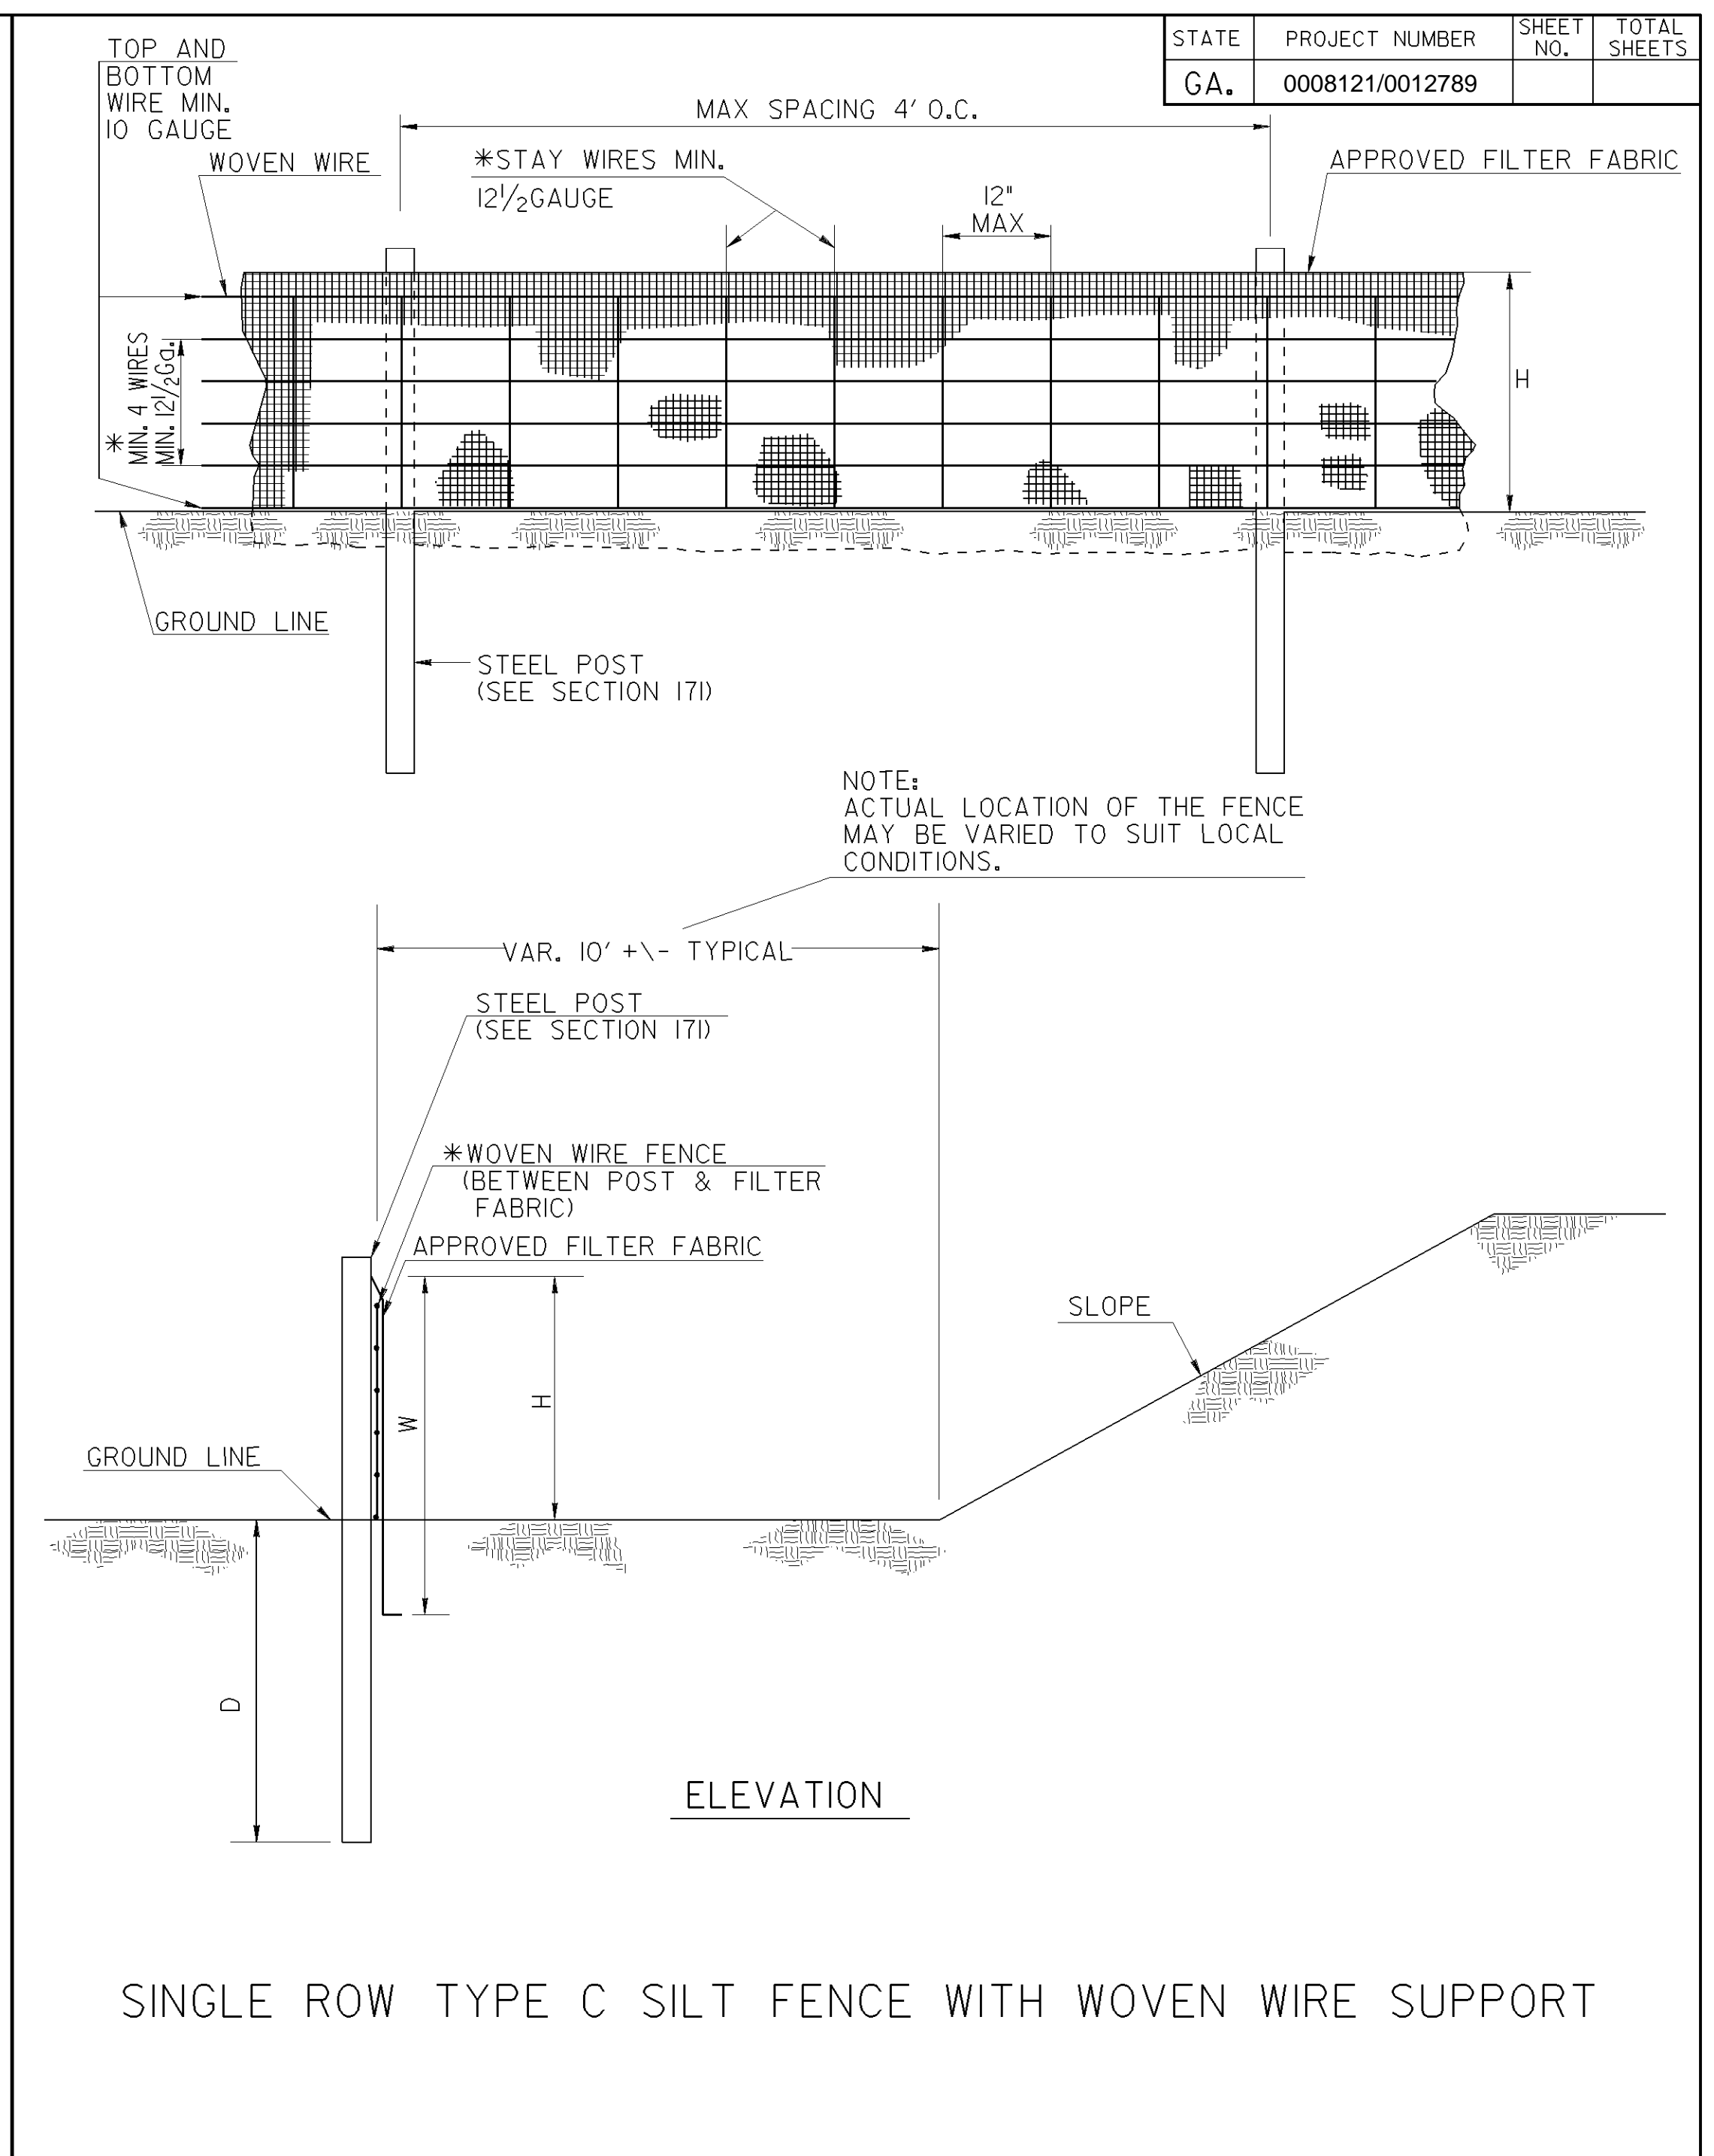 STATE PROJECT NUMBER SHEET NO. TOTAL SHEETS
GA. 0008121/0012789
TOP AND
BOTTOM
WIRE MIN.
10 GAUGE
WOVEN WIRE
MAX SPACING 4' O.C.
*STAY WIRES MIN.
12 1/2 GAUGE
12"
MAX
APPROVED FILTER FABRIC
*
MIN. 4 WIRES
MIN. 12 1/2 Ga.
H
GROUND LINE
STEEL POST
(SEE SECTION 171)
NOTE:
ACTUAL LOCATION OF THE FENCE
MAY BE VARIED TO SUIT LOCAL
CONDITIONS.
VAR. 10' +\- TYPICAL
STEEL POST
(SEE SECTION 171)
*WOVEN WIRE FENCE
(BETWEEN POST & FILTER
FABRIC)
APPROVED FILTER FABRIC
SLOPE
W
H
GROUND LINE
D
ELEVATION
SINGLE ROW TYPE C SILT FENCE WITH WOVEN WIRE SUPPORT